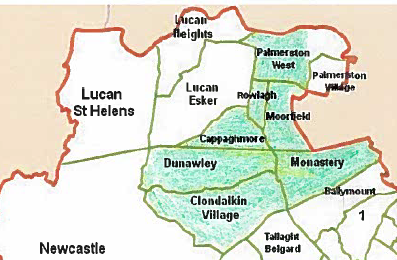 Lucan
Heights
Palmerston
West
Palmerston
Village
Lucan
St Helens
Lucan
Esker
Rowlagh
Moorfield
Cappaghmore
Dunawley
Monastery
Ballymount
Clondalkin
Village
1
Tallaght
Belgard
Newcastle